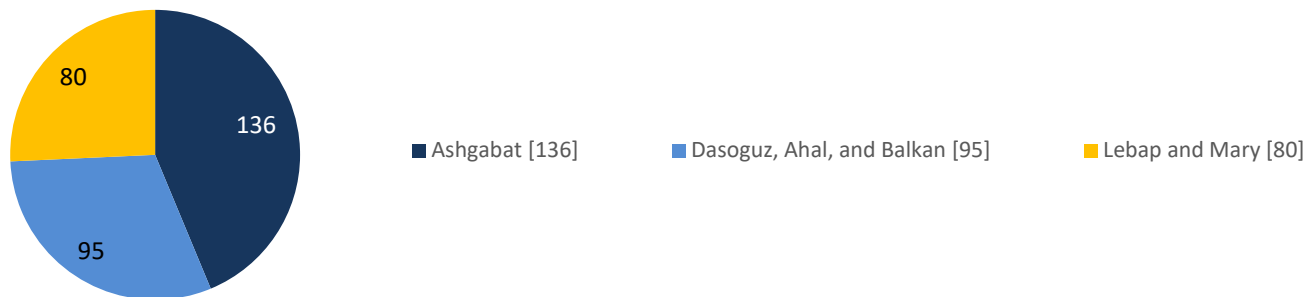 80
136
95
Ashgabat [136]
Dasoguz, Ahal, and Balkan [95]
Lebap and Mary [80]